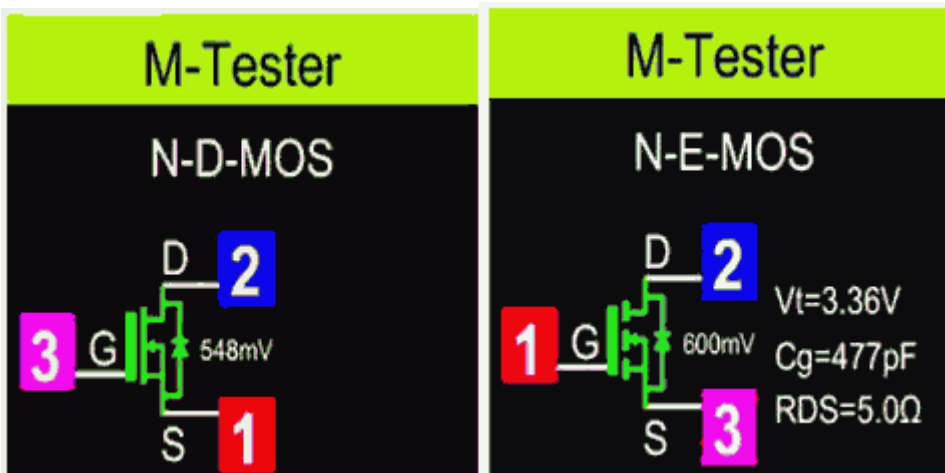 M-Tester
N-D-MOS
D
2
3
G
548mV
S
1
M-Tester
N-E-MOS
D
2
Vt=3.36V
1
G
600mV
Cg=477pF
RDS=5.0Ω
S
3